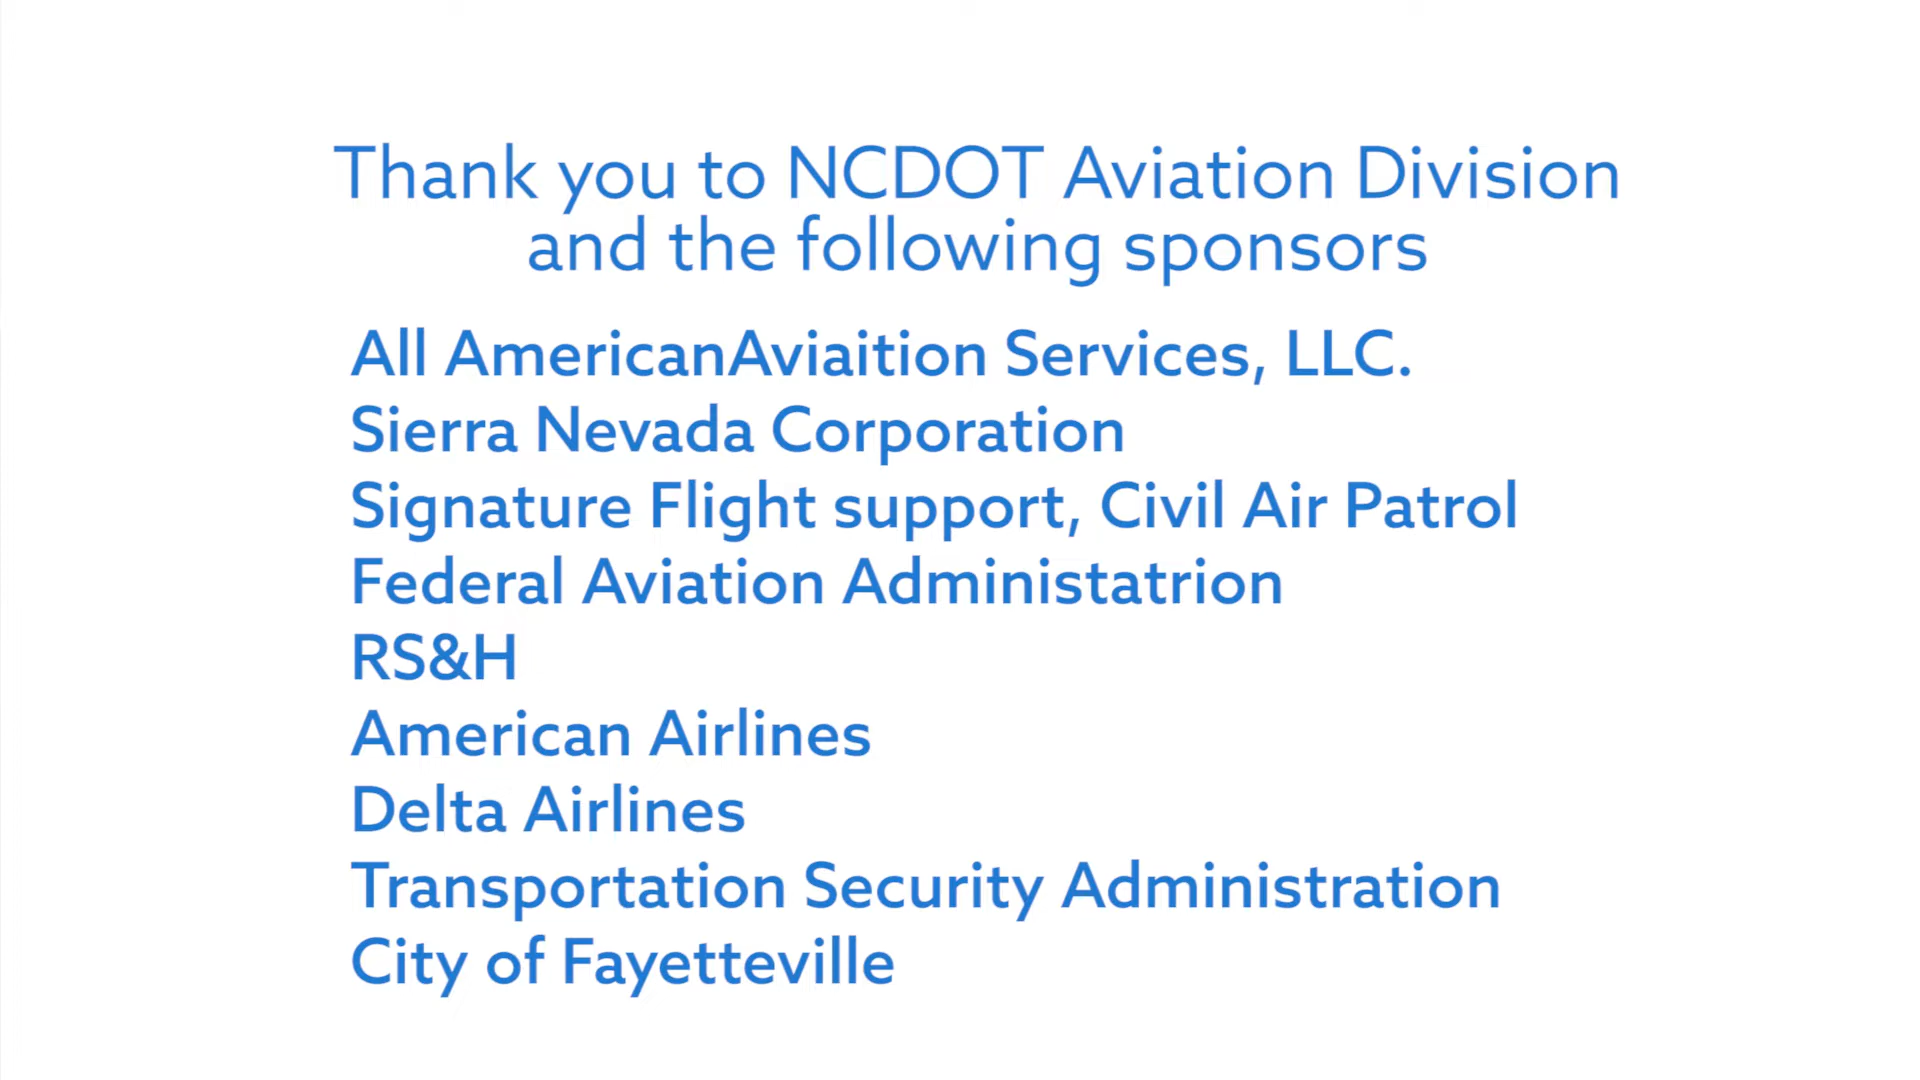 Thank you to NCDOT Aviation Division
and the following sponsors
All AmericanAviaition Services, LLC.
Sierra Nevada Corporation
Signature Flight support, Civil Air Patrol
Federal Aviation Administatrion
RS&H
American Airlines
Delta Airlines
Transportation Security Administration
City of Fayetteville